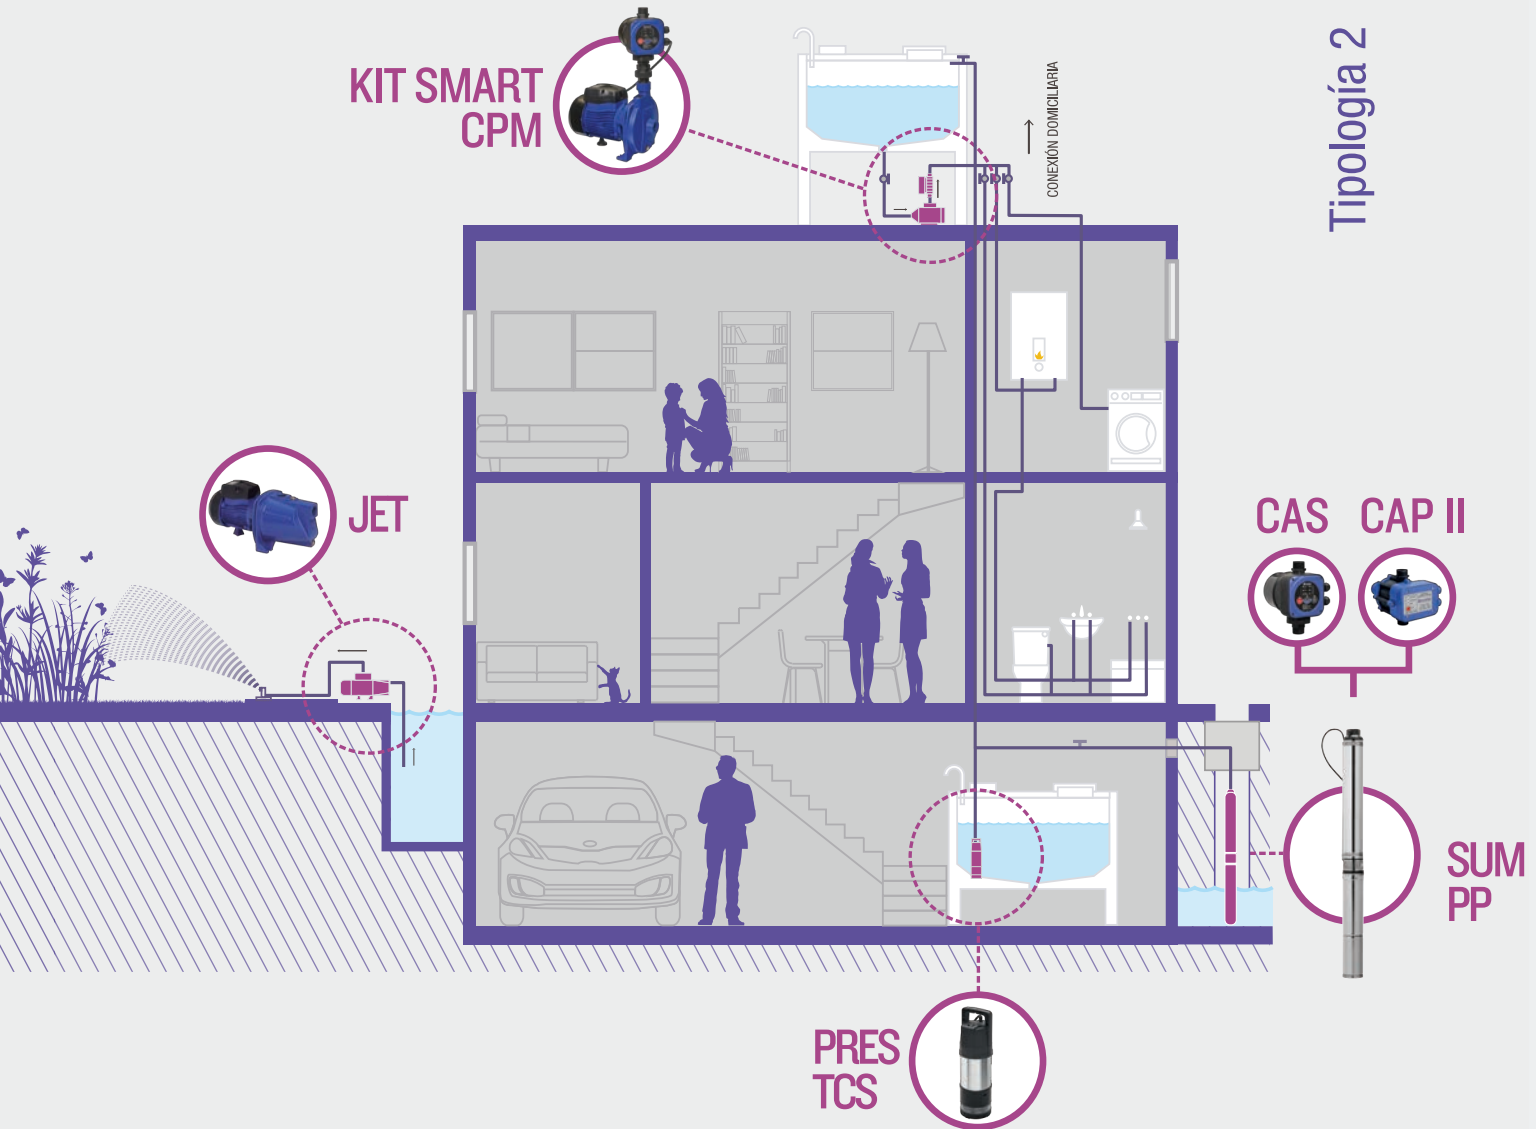 KIT SMART
CPM
CONEXIÓN DOMICILIARIA
Tipología 2
JET
CAS
CAP II
SUM
PP
PRES
TCS